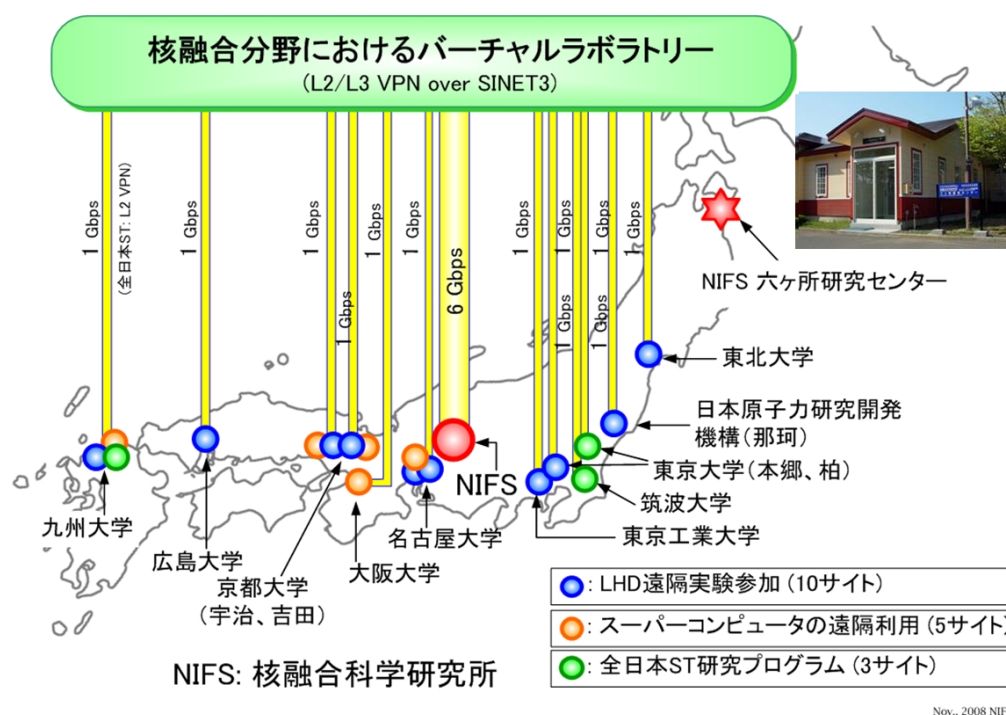 核融合分野におけるバーチャルラボラトリー
(L2/L3 VPN over SINET3)
1 Gbps
(全日本ST: L2 VPN)
1 Gbps
1 Gbps
1 Gbps
1 Gbps
1 Gbps
6 Gbps
1 Gbps
1 Gbps
1 Gbps
1 Gbps
1 Gbps
1 Gbps
NIFS 六ヶ所研究センター
東北大学
日本原子力研究開発
機構(那珂)
東京大学(本郷、柏)
筑波大学
東京工業大学
NIFS
名古屋大学
大阪大学
京都大学
(宇治、吉田)
広島大学
九州大学
: LHD遠隔実験参加 (10サイト)
: スーパーコンピュータの遠隔利用 (5サイト)
: 全日本ST研究プログラム (3サイト)
NIFS: 核融合科学研究所
Nov., 2008 NIF